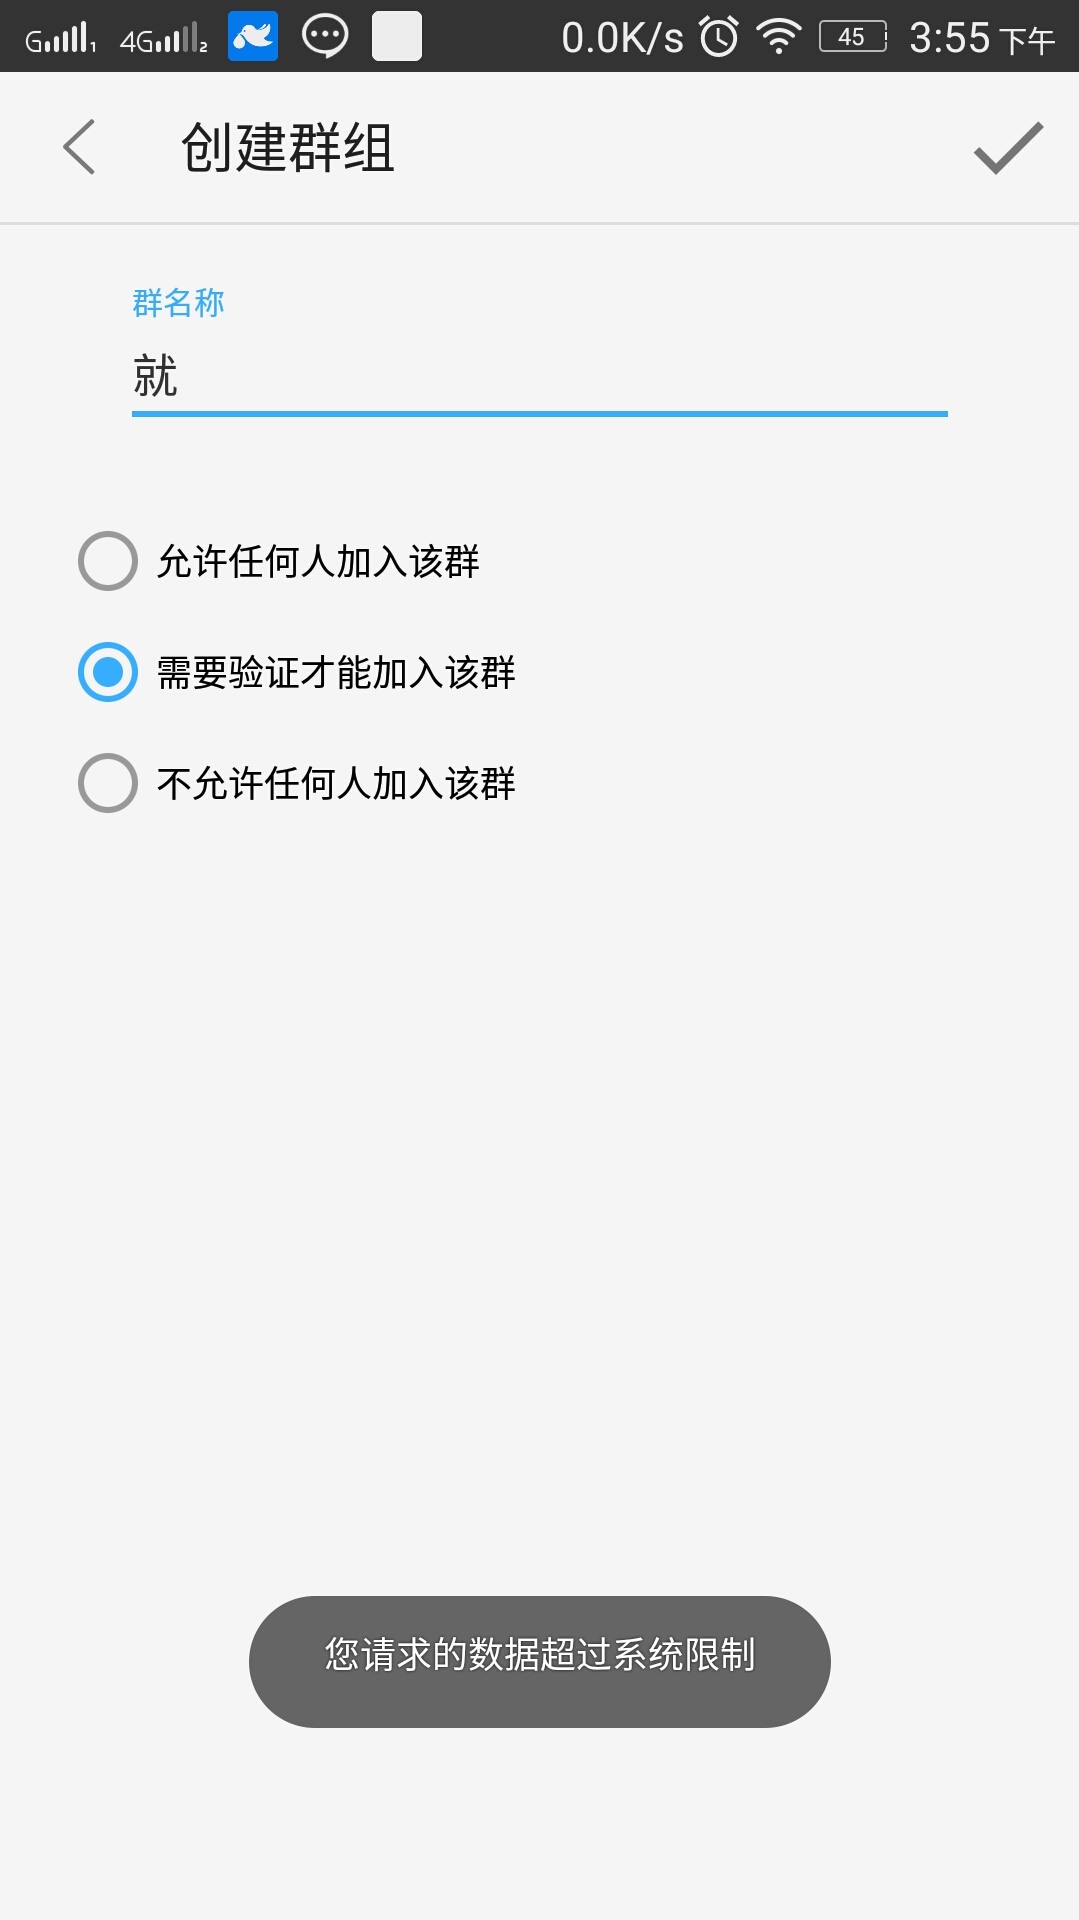 G 1 4G 2 0.0K/s 45 3:55 下午
创建群组
群名称
就
允许任何人加入该群
需要验证才能加入该群
不允许任何人加入该群
您请求的数据超过系统限制